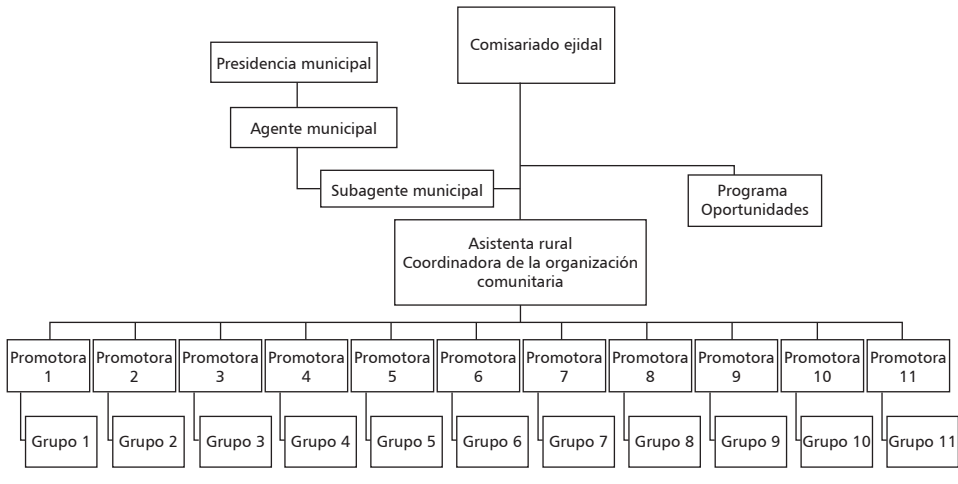 Comisariado ejidal
Presidencia municipal
Agente municipal
Subagente municipal
Programa
Oportunidades
Asistenta rural
Coordinadora de la organización
comunitaria
Promotora
1
Promotora
2
Promotora
3
Promotora
4
Promotora
5
Promotora
6
Promotora
7
Promotora
8
Promotora
9
Promotora
10
Promotora
11
Grupo 1
Grupo 2
Grupo 3
Grupo 4
Grupo 5
Grupo 6
Grupo 7
Grupo 8
Grupo 9
Grupo 10
Grupo 11